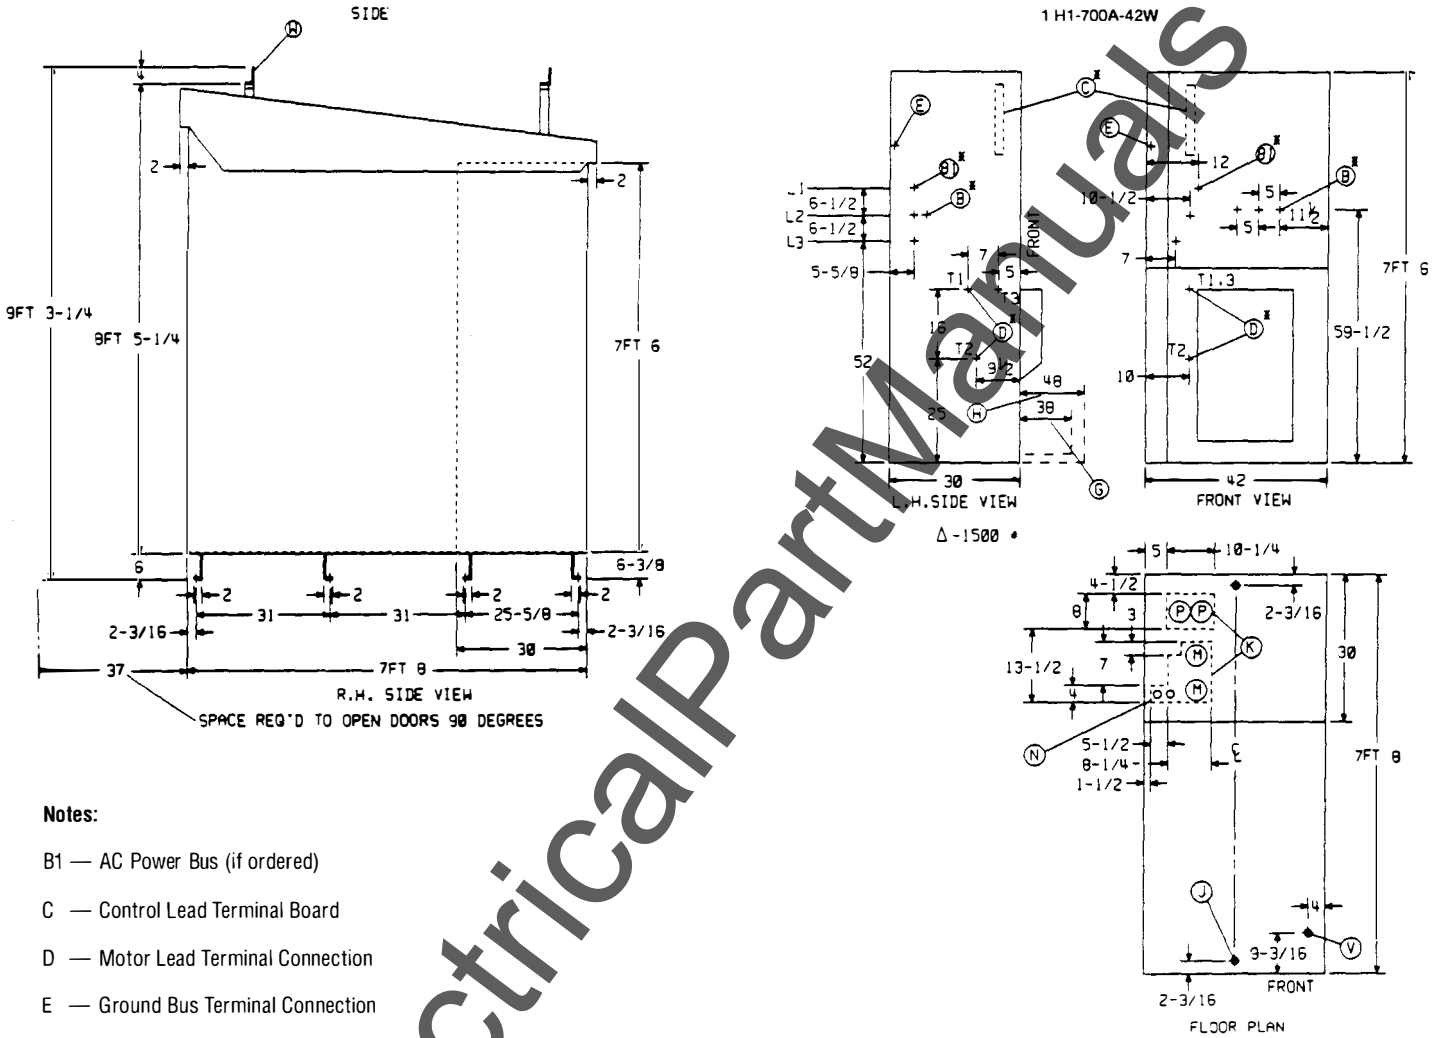 SIDE
W
4
9FT 3-1/4
8FT 5-1/4
2
2
7FT 6
6
6-3/8
2
2
2
2
31
31
25-5/8
2-3/16
2-3/16
30
37
7FT 8
R.H. SIDE VIEW
SPACE REQ'D TO OPEN DOORS 90 DEGREES
Notes:
B1 — AC Power Bus (if ordered)
C — Control Lead Terminal Board
D — Motor Lead Terminal Connection
E — Ground Bus Terminal Connection
1 H1-700A-42W
E
C*
B1*
B*
L1
6-1/2
L2
6-1/2
L3
5-5/8
7
5
FRONT
T1
T3
16
D*
T2
9 1/2
52
48
38
25
H
G
30
L.H.SIDE VIEW
Δ-1500
E
12
B1*
5
B*
10-1/2
5
11 1/2
7
7FT 6
T1.3
D*
59-1/2
T2
10
42
FRONT VIEW
5
10-1/4
4-1/2
8
3
P P
2-3/16
K
13-1/2
7
M
30
4
M
N
5-1/2
8-1/4
1-1/2
7FT 8
J
4
9-3/16
V
2-3/16
FRONT
FLOOR PLAN
ctricalPartManuals